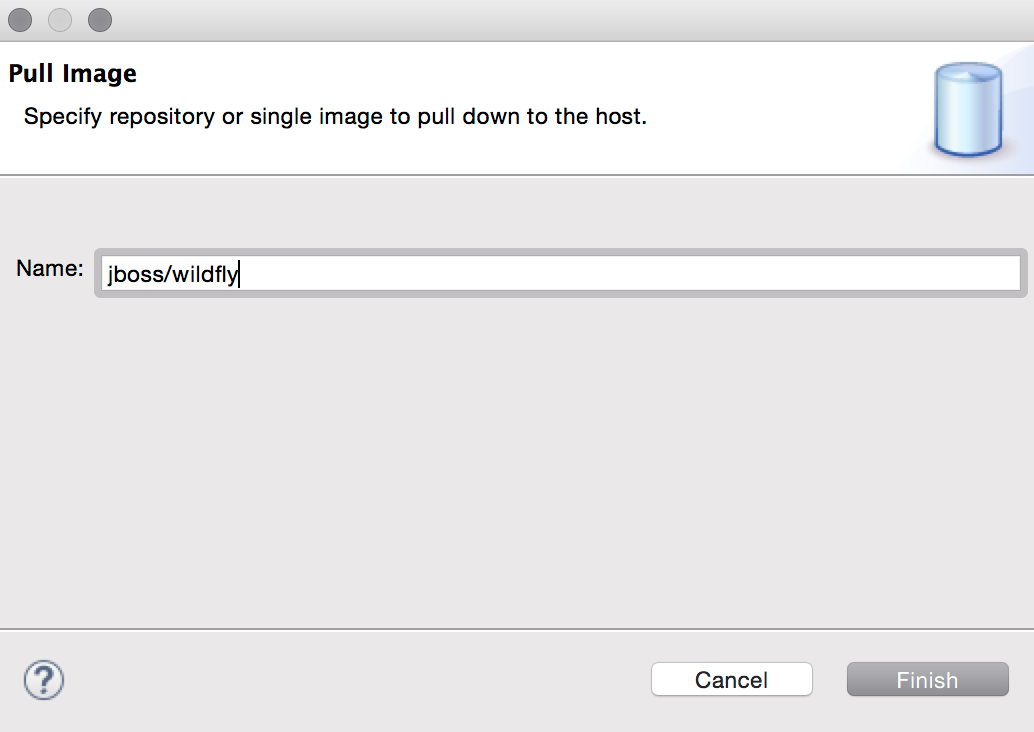 Pull Image
Specify repository or single image to pull down to the host.
Name: jboss/wildfly
?
Cancel Finish